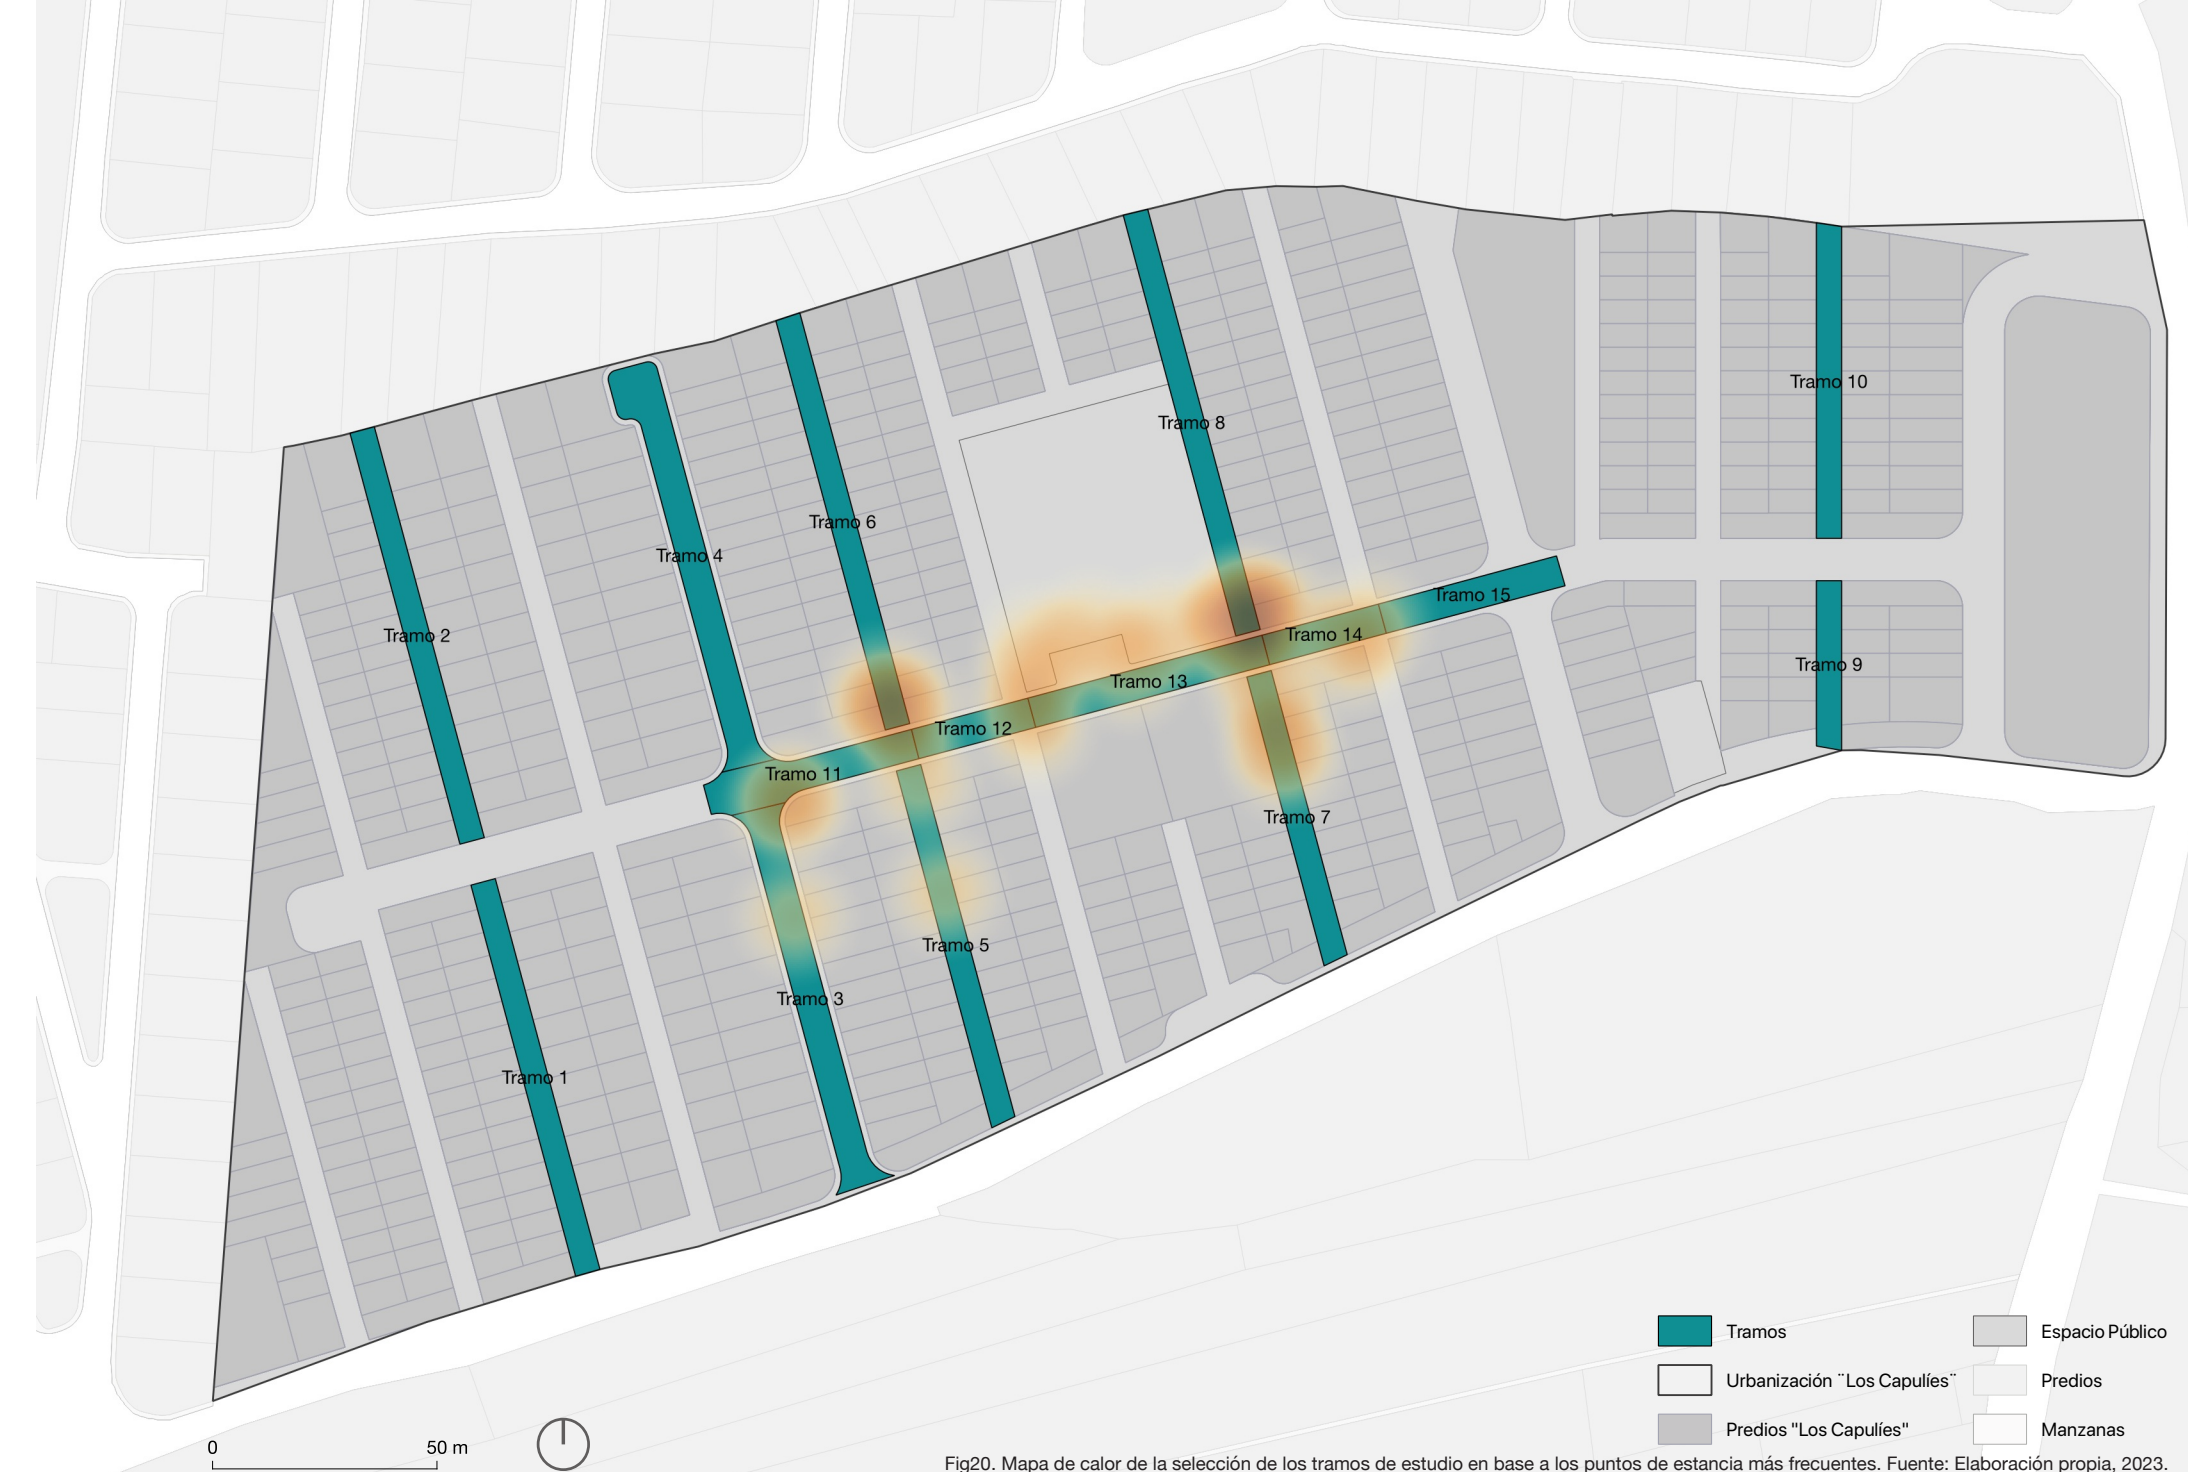 Tramo 10
Tramo 8
Tramo 6
Tramo 4
Tramo 15
Tramo 2
Tramo 14
Tramo 9
Tramo 13
Tramo 12
Tramo 11
Tramo 7
Tramo 5
Tramo 3
Tramo 1
Tramos
Espacio Público
Urbanización ¨Los Capulíes¨
Predios
Predios "Los Capulíes"
Manzanas
0 50 m
Fig20. Mapa de calor de la selección de los tramos de estudio en base a los puntos de estancia más frecuentes. Fuente: Elaboración propia, 2023.